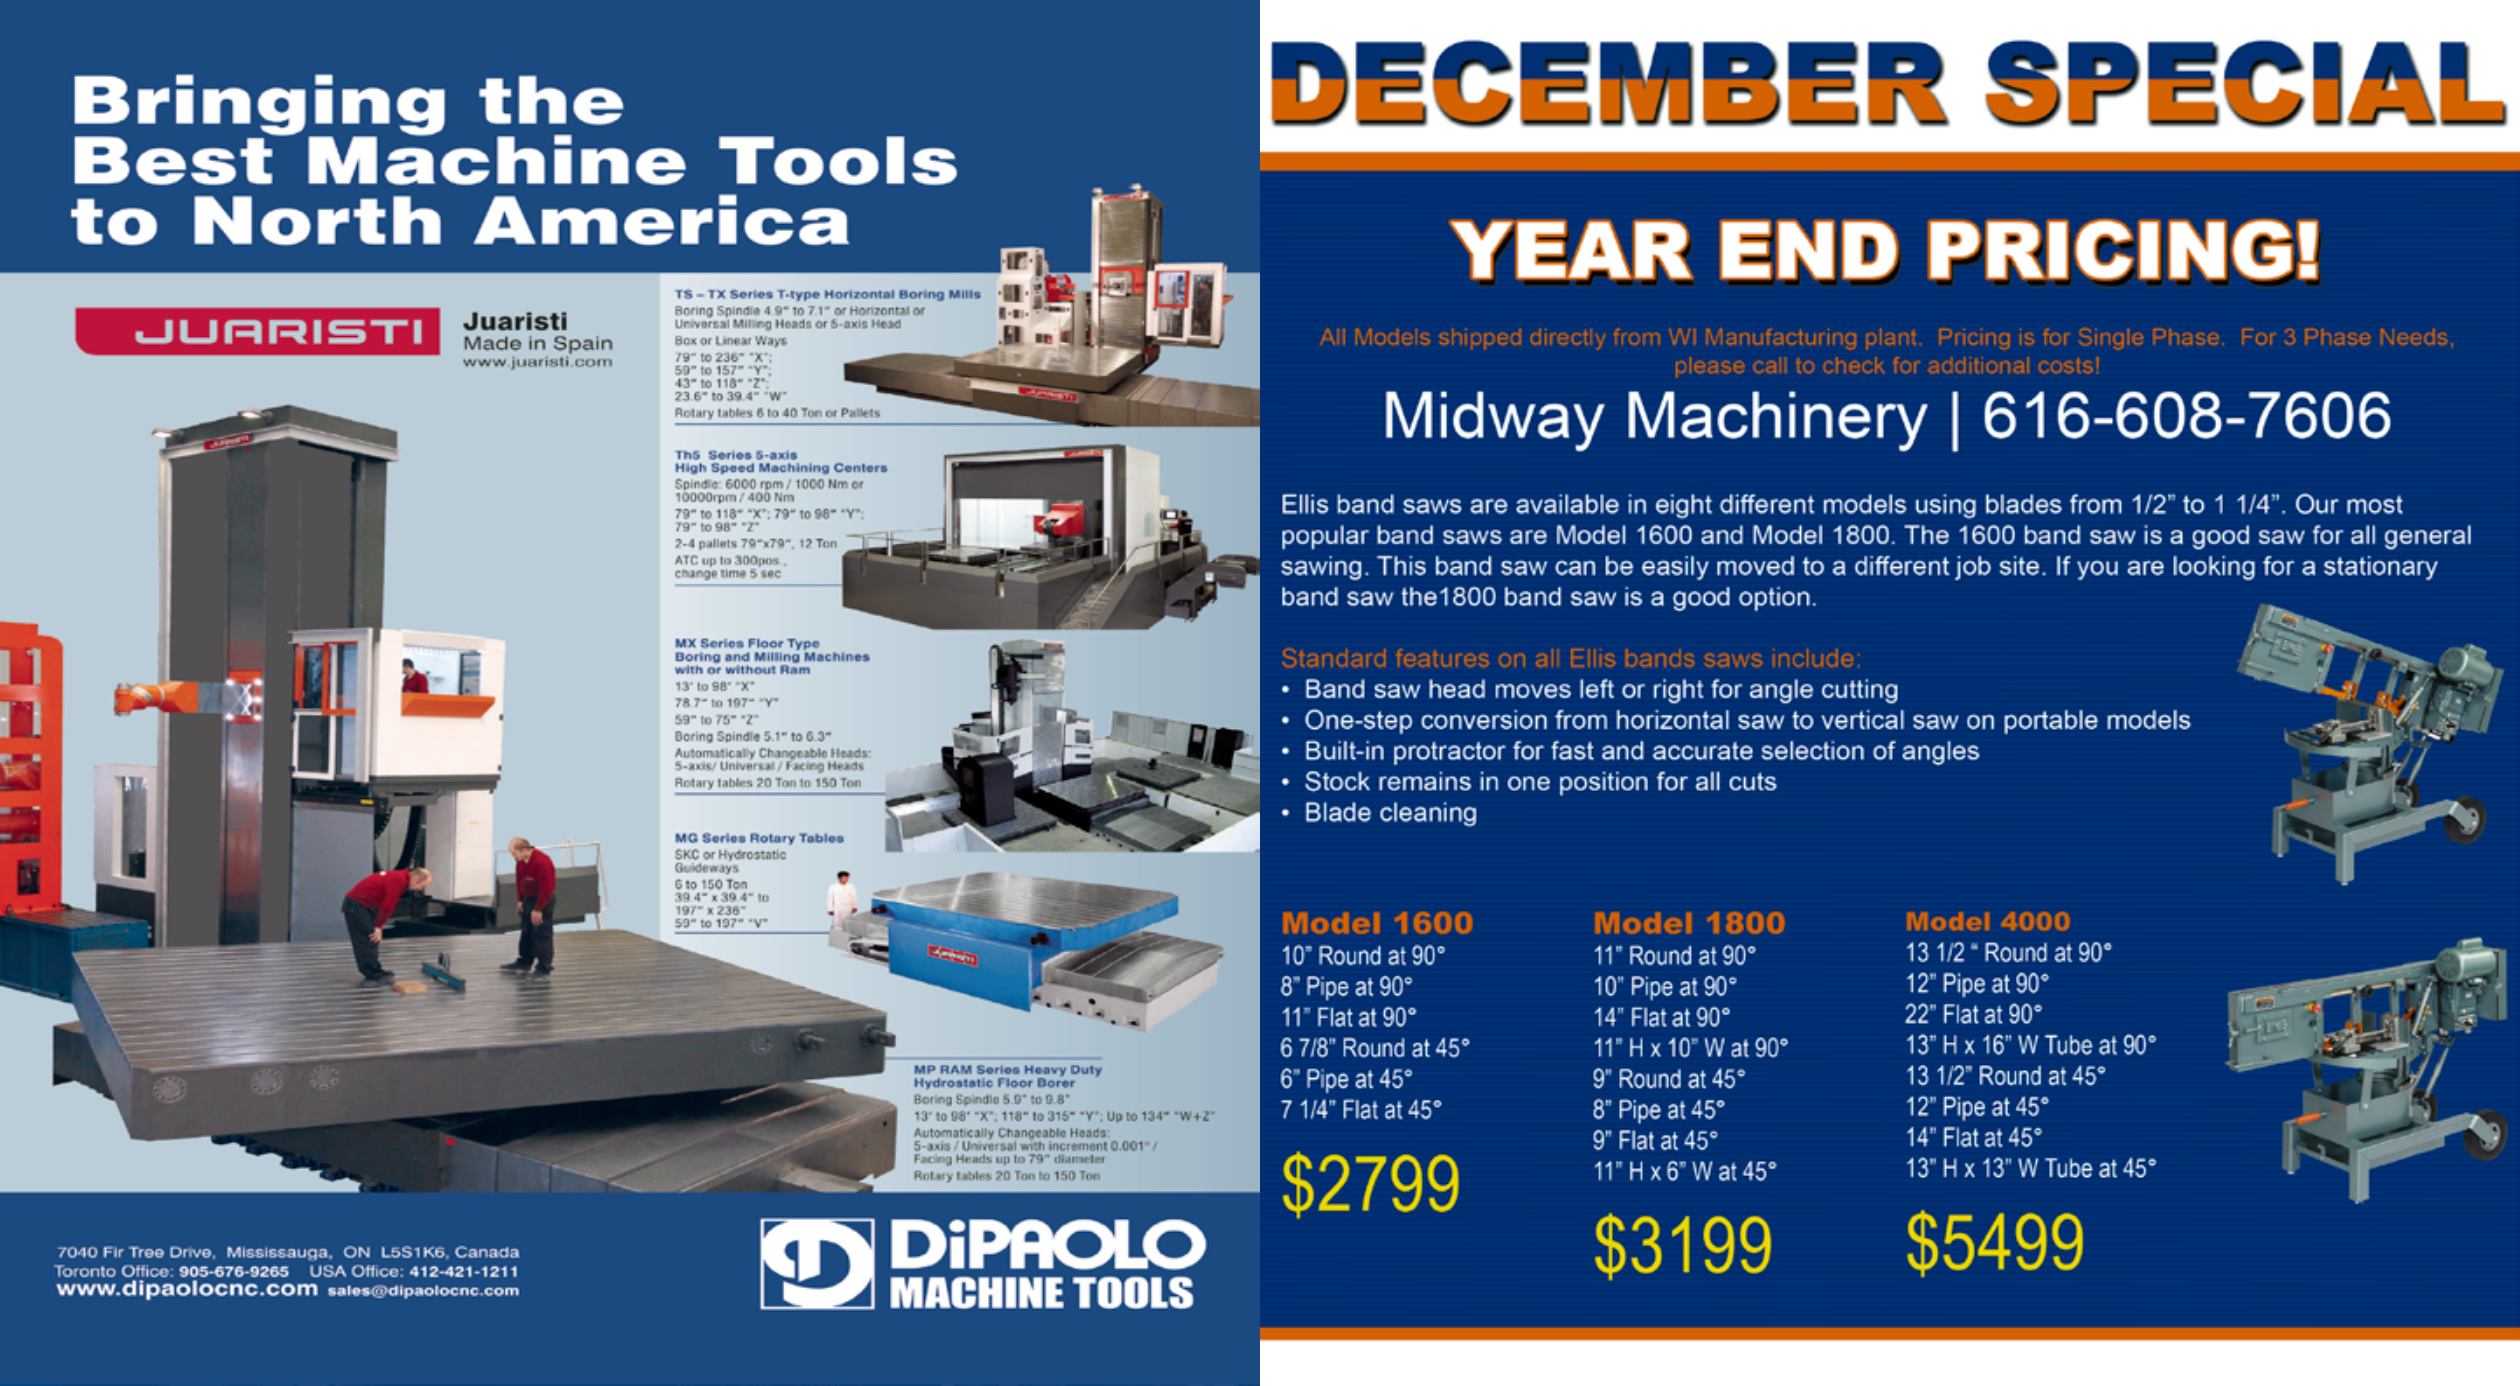 Bringing the
Best Machine Tools
to North America
JUARISTI
Juaristi
Made in Spain
www.juaristi.com
TS – TX Series T-type Horizontal Boring Mills
Boring Spindle 4.9" to 7.1" or Horizontal or
Universal Milling Heads or 5-axis Head
Box or Linear Ways
79" to 236" "X";
59" to 157" "Y";
43" to 118" "Z";
23.6" to 39.4" "W"
Rotary tables 6 to 40 Ton or Pallets
Th5 Series 5-axis
High Speed Machining Centers
Spindle: 6000 rpm / 1000 Nm or
10000rpm / 400 Nm
79" to 118" "X"; 79" to 98" "Y";
79" to 98" "Z"
2-4 pallets 79"x79", 12 Ton
ATC up to 300pos.,
change time 5 sec
MX Series Floor Type
Boring and Milling Machines
with or without Ram
13' to 98' "X"
78.7" to 197" "Y"
59" to 75" "Z"
Boring Spindle 5.1" to 6.3"
Automatically Changeable Heads:
5-axis/ Universal / Facing Heads
Rotary tables 20 Ton to 150 Ton
MG Series Rotary Tables
SKC or Hydrostatic
Guideways
6 to 150 Ton
39.4" x 39.4" to
197" x 236"
59" to 197" "V"
MP RAM Series Heavy Duty
Hydrostatic Floor Borer
Boring Spindle 5.9" to 9.8"
13' to 98' "X"; 118" to 315" "Y"; Up to 134" "W+Z"
Automatically Changeable Heads:
5-axis / Universal with increment 0.001° /
Facing Heads up to 79" diameter
Rotary tables 20 Ton to 150 Ton
JUARISTI
JUARISTI
JUARISTI
JUARISTI
7040 Fir Tree Drive, Mississauga, ON L5S1K6, Canada
Toronto Office: 905-676-9265 USA Office: 412-421-1211
www.dipaolocnc.com sales@dipaolocnc.com
DiPAOLO
MACHINE TOOLS
DECEMBER SPECIAL
YEAR END PRICING!
All Models shipped directly from WI Manufacturing plant. Pricing is for Single Phase. For 3 Phase Needs,
please call to check for additional costs!
Midway Machinery | 616-608-7606
Ellis band saws are available in eight different models using blades from 1/2” to 1 1/4”. Our most
popular band saws are Model 1600 and Model 1800. The 1600 band saw is a good saw for all general
sawing. This band saw can be easily moved to a different job site. If you are looking for a stationary
band saw the1800 band saw is a good option.
Standard features on all Ellis bands saws include:
• Band saw head moves left or right for angle cutting
• One-step conversion from horizontal saw to vertical saw on portable models
• Built-in protractor for fast and accurate selection of angles
• Stock remains in one position for all cuts
• Blade cleaning
Model 1600
10” Round at 90°
8” Pipe at 90°
11” Flat at 90°
6 7/8” Round at 45°
6” Pipe at 45°
7 1/4” Flat at 45°
$2799
Model 1800
11” Round at 90°
10” Pipe at 90°
14” Flat at 90°
11” H x 10” W at 90°
9” Round at 45°
8” Pipe at 45°
9” Flat at 45°
11” H x 6” W at 45°
$3199
Model 4000
13 1/2 “ Round at 90°
12” Pipe at 90°
22” Flat at 90°
13” H x 16” W Tube at 90°
13 1/2” Round at 45°
12” Pipe at 45°
14” Flat at 45°
13” H x 13” W Tube at 45°
$5499